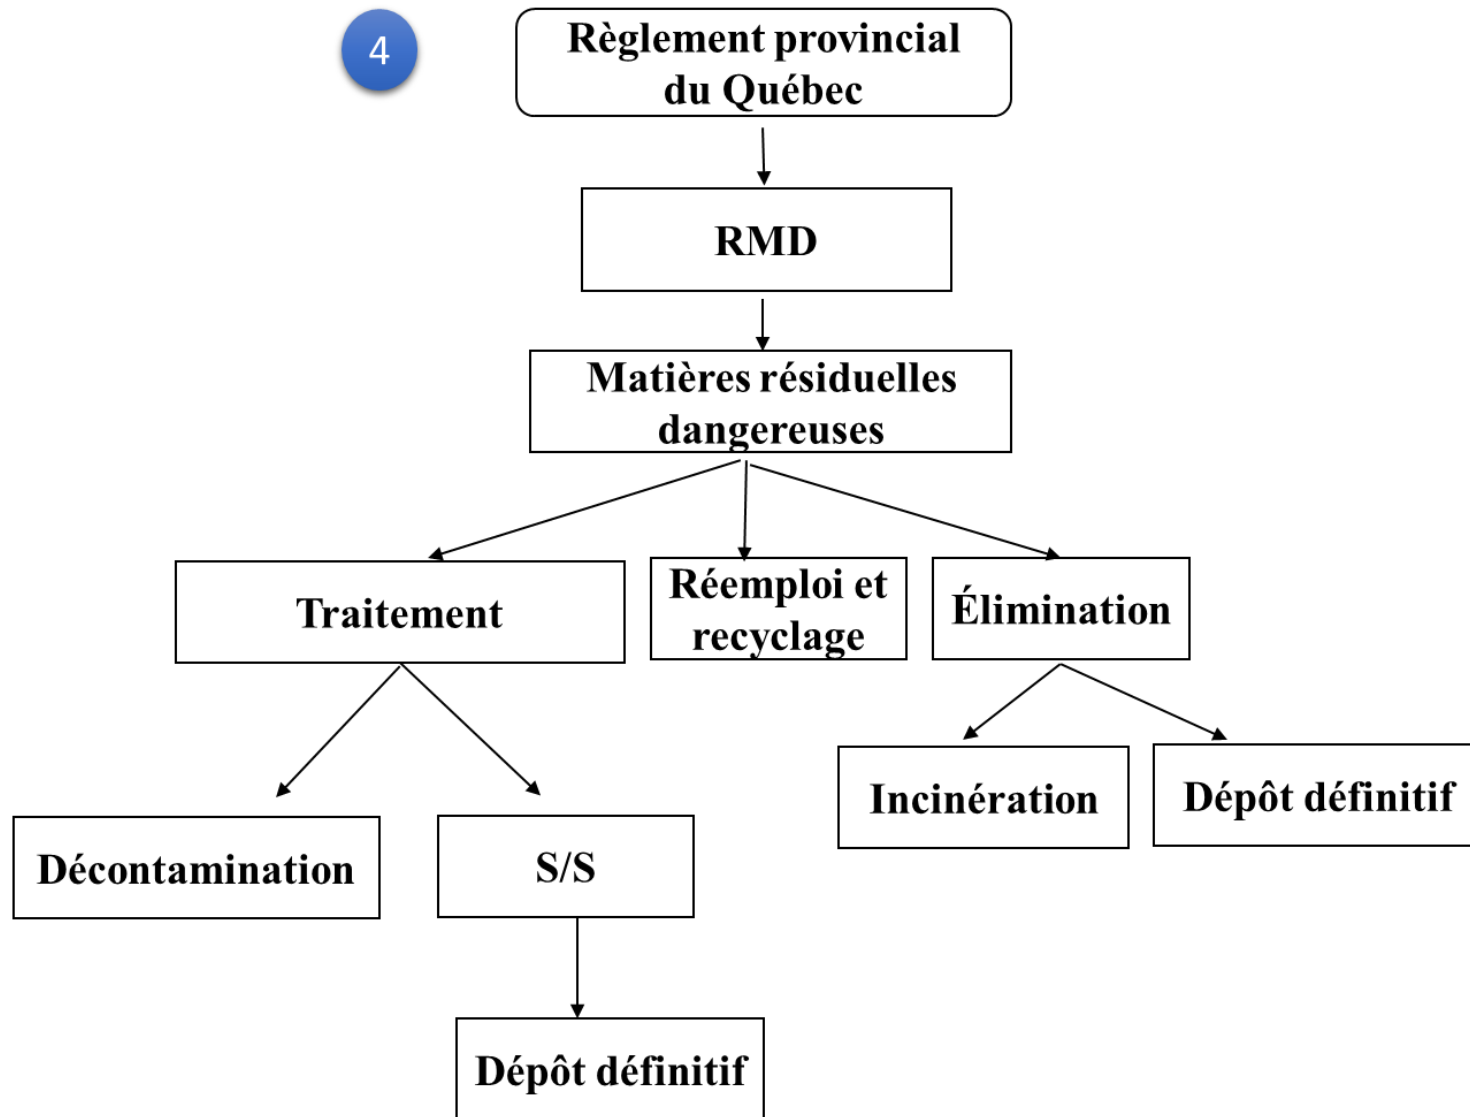 4
Règlement provincial
du Québec
RMD
Matières résiduelles
dangereuses
Traitement
Réemploi et
recyclage
Élimination
Incinération
Dépôt définitif
Décontamination
S/S
Dépôt définitif